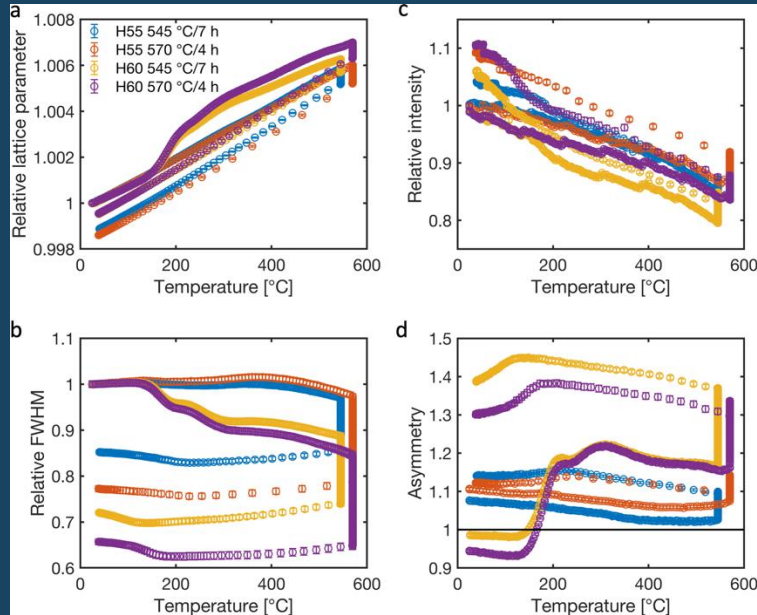 a
1.008
1.006
1.004
1.002
1
0.998
Relative lattice parameter
H55 545 °C/7 h
H55 570 °C/4 h
H60 545 °C/7 h
H60 570 °C/4 h
0 200 400 600
Temperature [°C]
c
1.1
1
0.9
0.8
Relative intensity
0 200 400 600
Temperature [°C]
b
1.1
1
0.9
0.8
0.7
0.6
Relative FWHM
0 200 400 600
Temperature [°C]
d
1.5
1.4
1.3
1.2
1.1
1
0.9
Asymmetry
0 200 400 600
Temperature [°C]